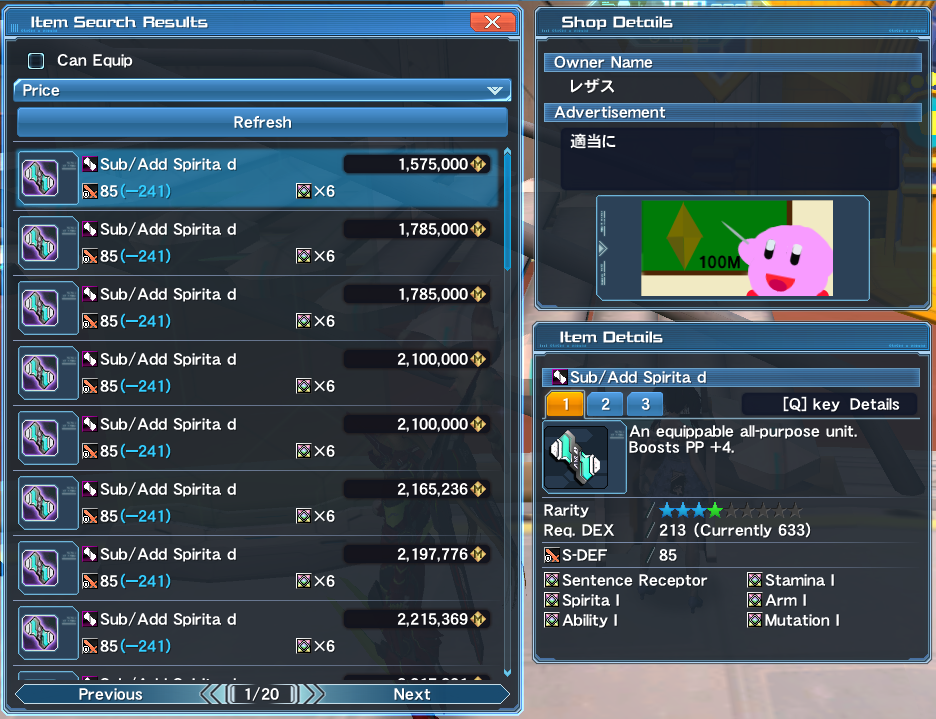 Item Search Results
Can Equip
Price
Refresh
Sub/Add Spirita d 1,575,000
85(−241) ×6
Sub/Add Spirita d 1,785,000
85(−241) ×6
Sub/Add Spirita d 1,785,000
85(−241) ×6
Sub/Add Spirita d 2,100,000
85(−241) ×6
Sub/Add Spirita d 2,100,000
85(−241) ×6
Sub/Add Spirita d 2,165,236
85(−241) ×6
Sub/Add Spirita d 2,197,776
85(−241) ×6
Sub/Add Spirita d 2,215,369
85(−241) ×6
Previous 1/20 Next
Shop Details
Owner Name
レザス
Advertisement
適当に
100M
Item Details
Sub/Add Spirita d
1 2 3 [Q] key Details
An equippable all-purpose unit.
Boosts PP +4.
Rarity /
Req. DEX / 213 (Currently 633)
S-DEF / 85
Sentence Receptor Stamina I
Spirita I Arm I
Ability I Mutation I